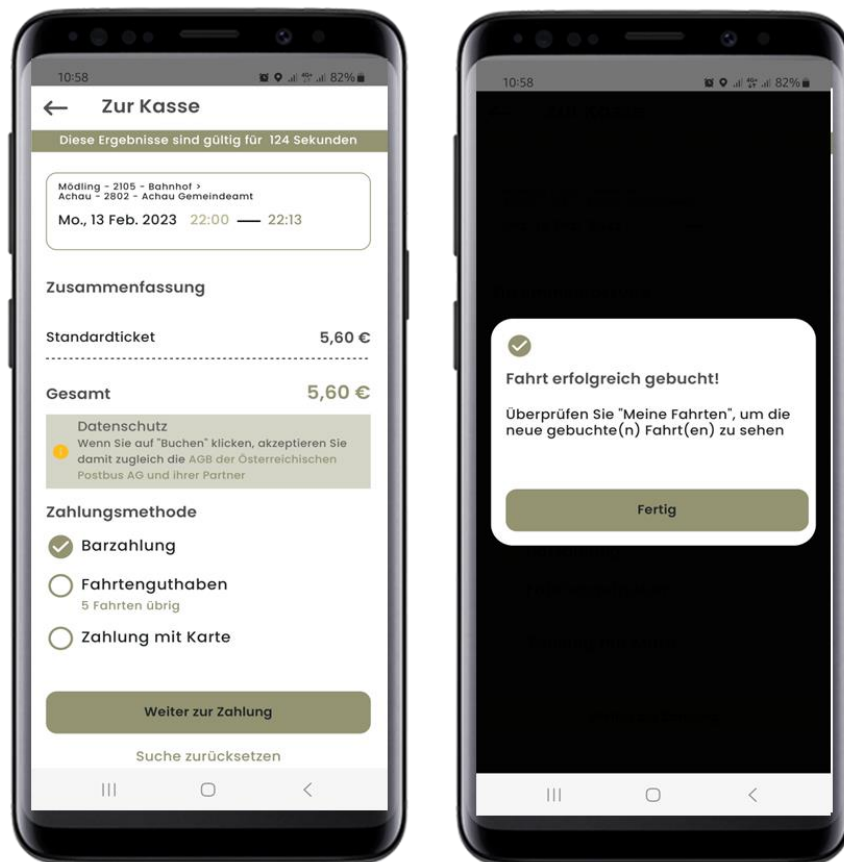 10:58
82%
Zur Kasse
Diese Ergebnisse sind gültig für 124 Sekunden
Mödling - 2105 - Bahnhof >
Achau - 2802 - Achau Gemeindeamt
Mo., 13 Feb. 2023 22:00 — 22:13
Zusammenfassung
Standardticket 5,60 €
Gesamt 5,60 €
Datenschutz
Wenn Sie auf "Buchen" klicken, akzeptieren Sie
damit zugleich die AGB der Österreichischen
Postbus AG und ihrer Partner
Zahlungsmethode
Barzahlung
Fahrtenguthaben
5 Fahrten übrig
Zahlung mit Karte
Weiter zur Zahlung
Suche zurücksetzen
10:58
82%
Fahrt erfolgreich gebucht!
Überprüfen Sie "Meine Fahrten", um die
neue gebuchte(n) Fahrt(en) zu sehen
Fertig